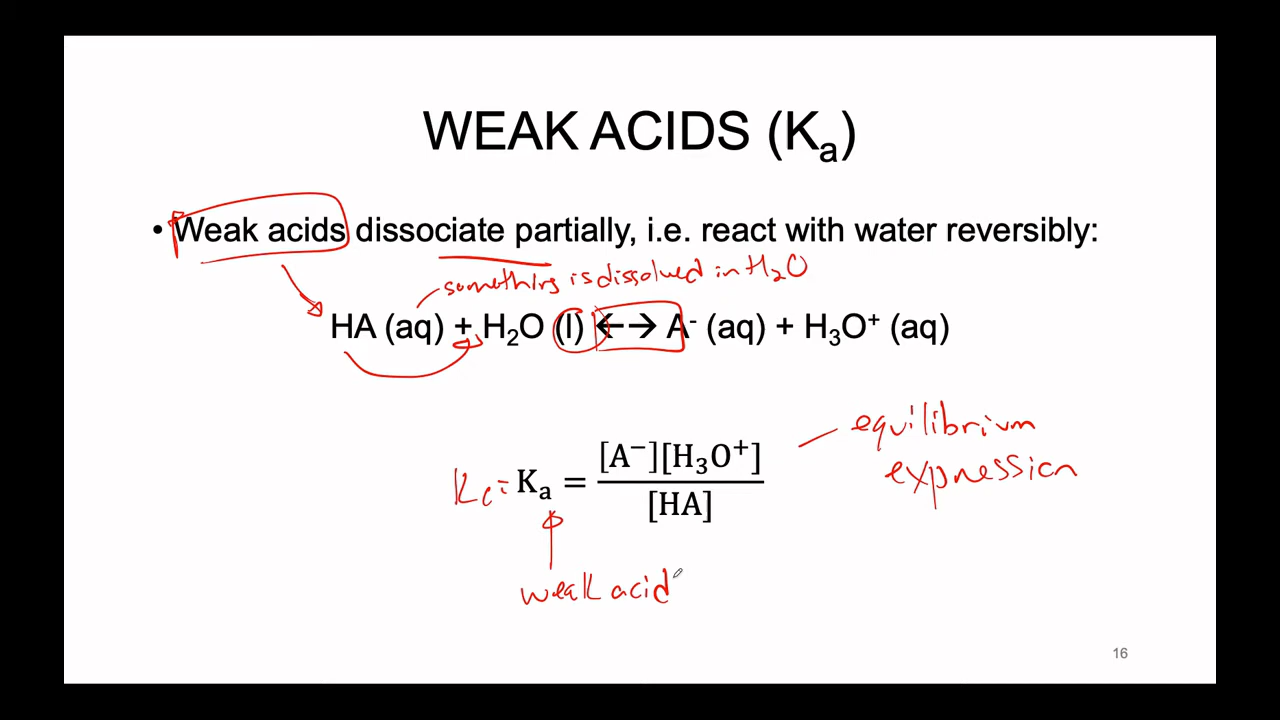 WEAK ACIDS (Kₐ)
• Weak acids dissociate partially, i.e. react with water reversibly:
something is dissolved in H₂O
HA (aq) + H₂O (l) ←→ A⁻ (aq) + H₃O⁺ (aq)
equilibrium
expression
Kc = Kₐ = [A⁻][H₃O⁺] / [HA]
weak acid
16